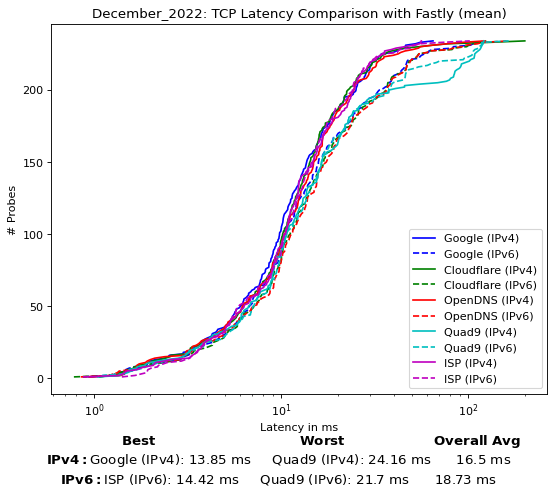 December_2022: TCP Latency Comparison with Fastly (mean)
# Probes
200
150
100
50
0
Google (IPv4)
Google (IPv6)
Cloudflare (IPv4)
Cloudflare (IPv6)
OpenDNS (IPv4)
OpenDNS (IPv6)
Quad9 (IPv4)
Quad9 (IPv6)
ISP (IPv4)
ISP (IPv6)
10⁰ 10¹ 10²
Latency in ms
Best Worst Overall Avg
IPv4: Google (IPv4): 13.85 ms Quad9 (IPv4): 24.16 ms 16.5 ms
IPv6: ISP (IPv6): 14.42 ms Quad9 (IPv6): 21.7 ms 18.73 ms